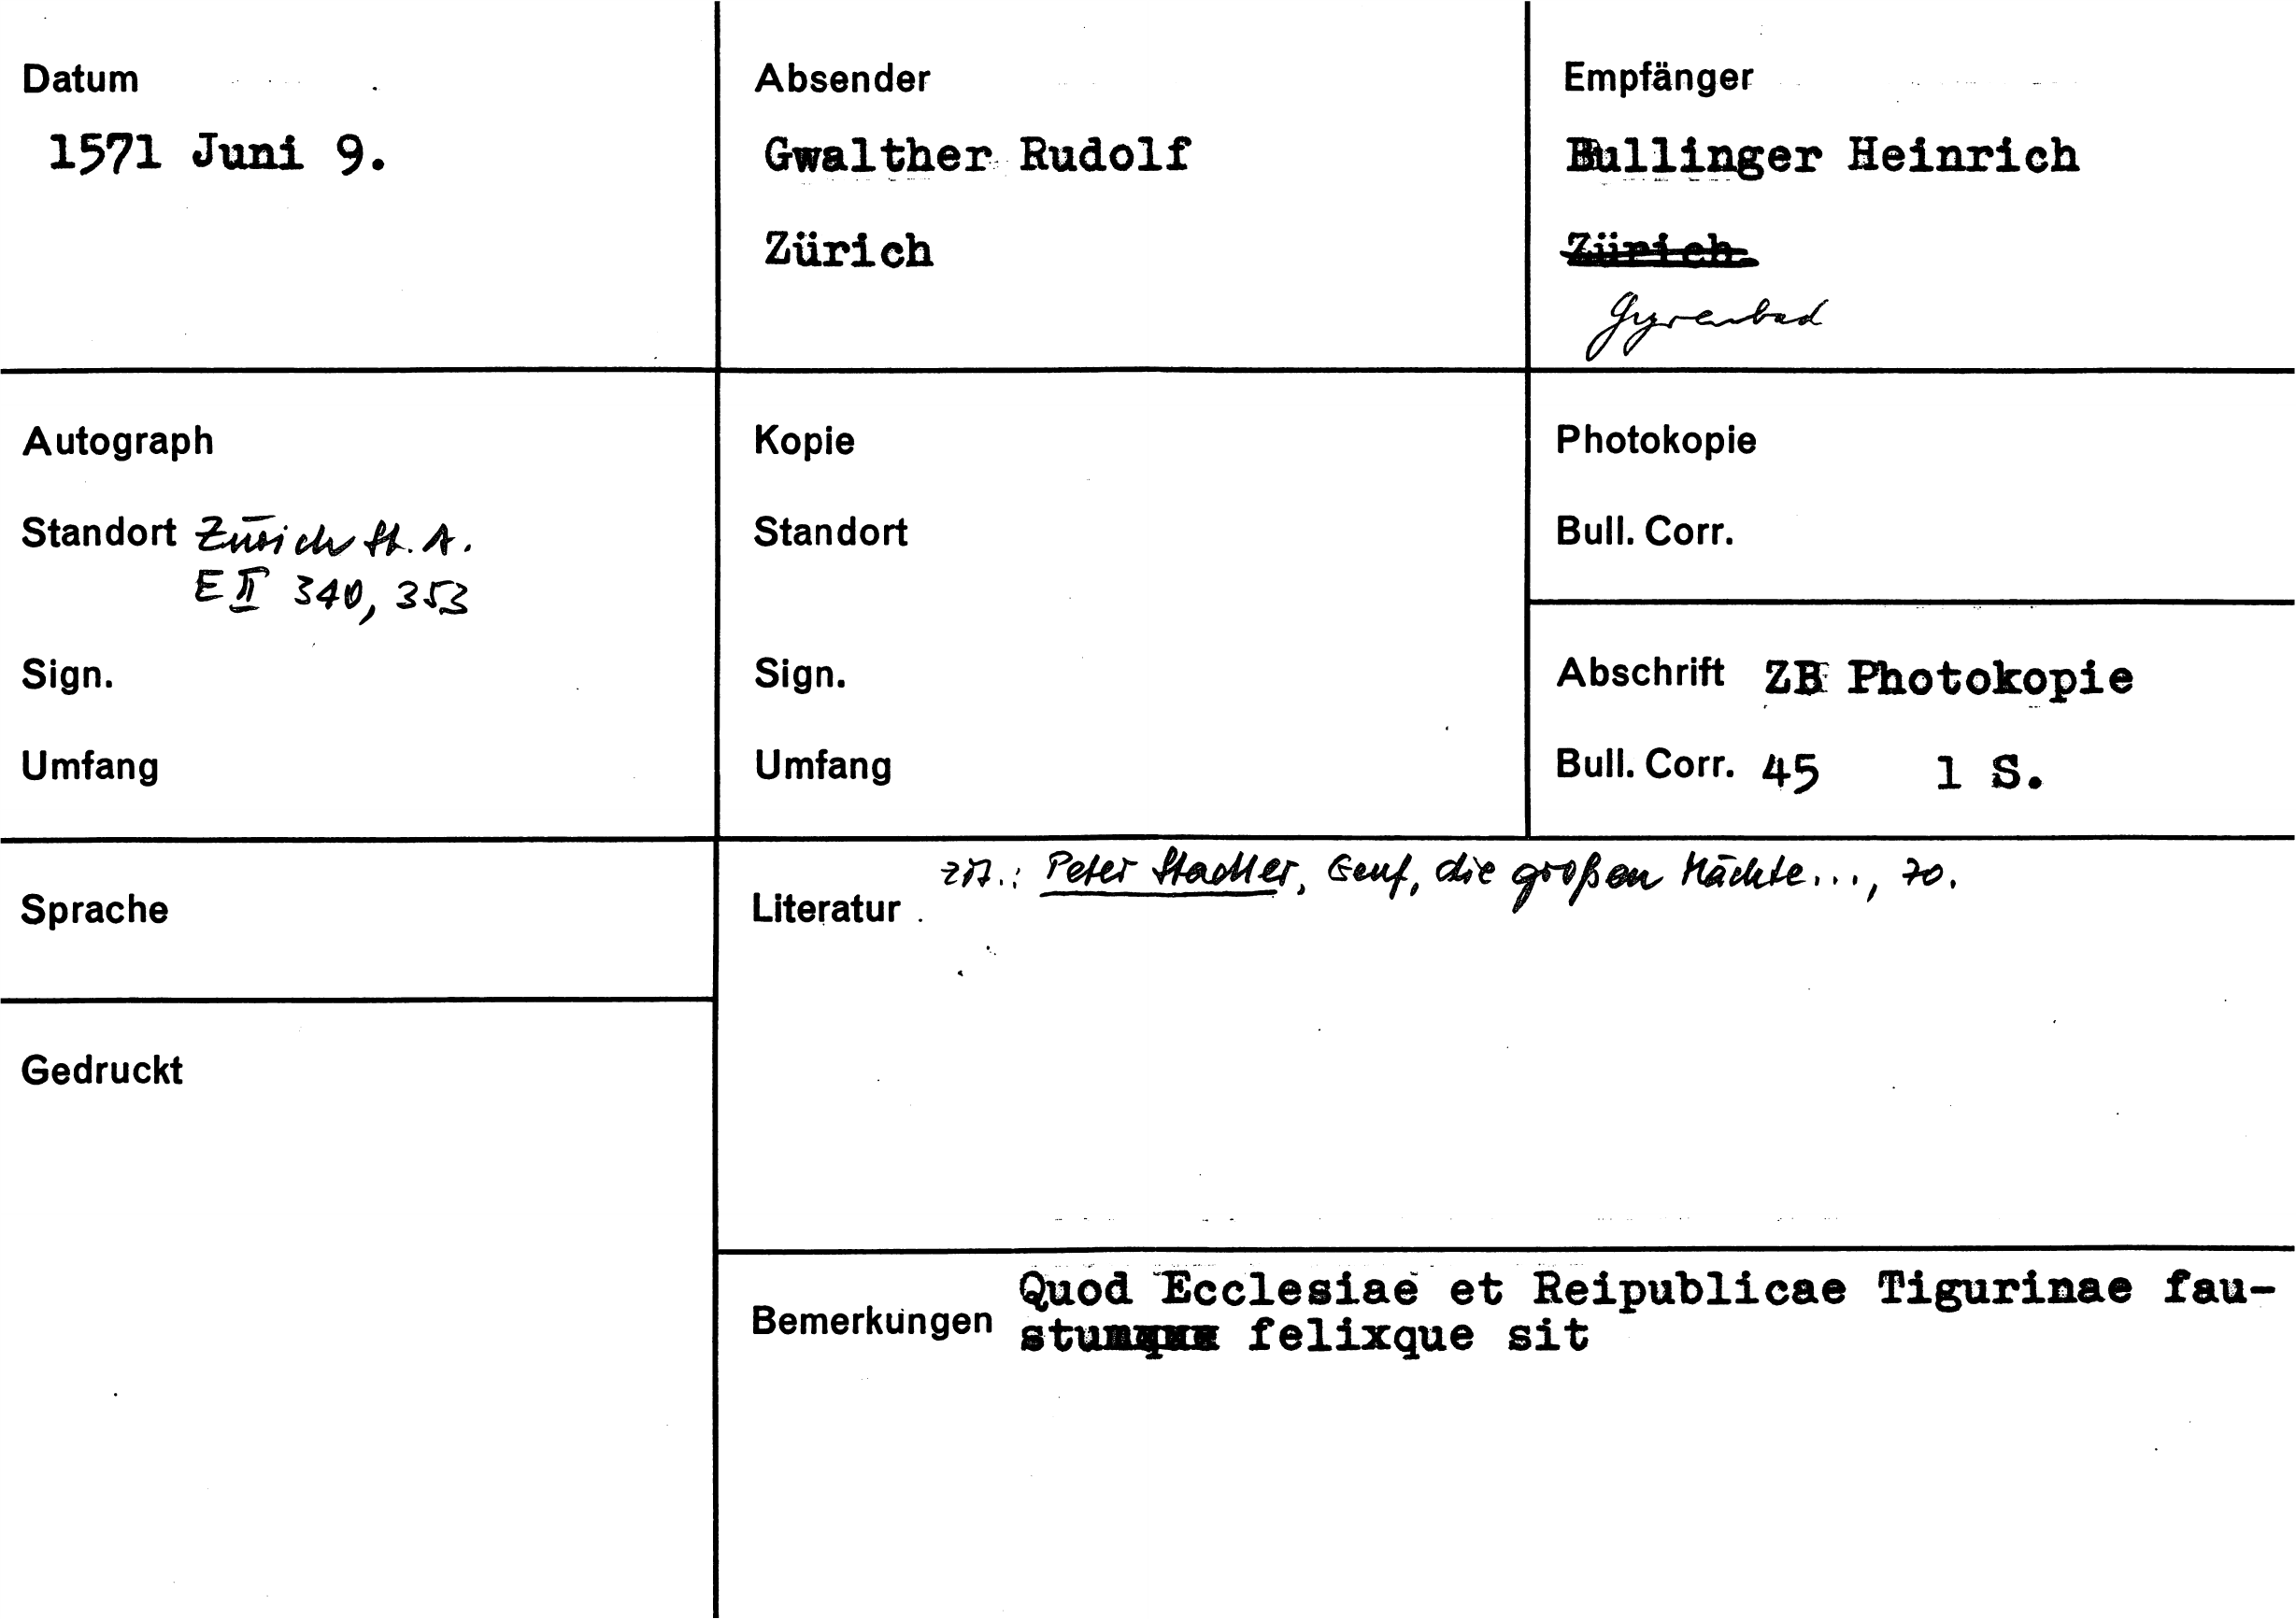 Datum
1571 Juni 9.
Absender
Gwalther Rudolf
Zürich
Empfänger
Bullinger Heinrich
Zürich
Gyrenbad
Autograph
Standort Zürich St. A.
E II 340, 353
Sign.
Umfang
Kopie
Standort
Sign.
Umfang
Photokopie
Bull. Corr.
Abschrift ZB Photokopie
Bull. Corr. 45 1 S.
Sprache
Gedruckt
Literatur
zit.: Peter Stadler, Genf, die großen Mächte..., 70.
Bemerkungen
Quod Ecclesiae et Reipublicae Tigurinae fau-
stumque felixque sit